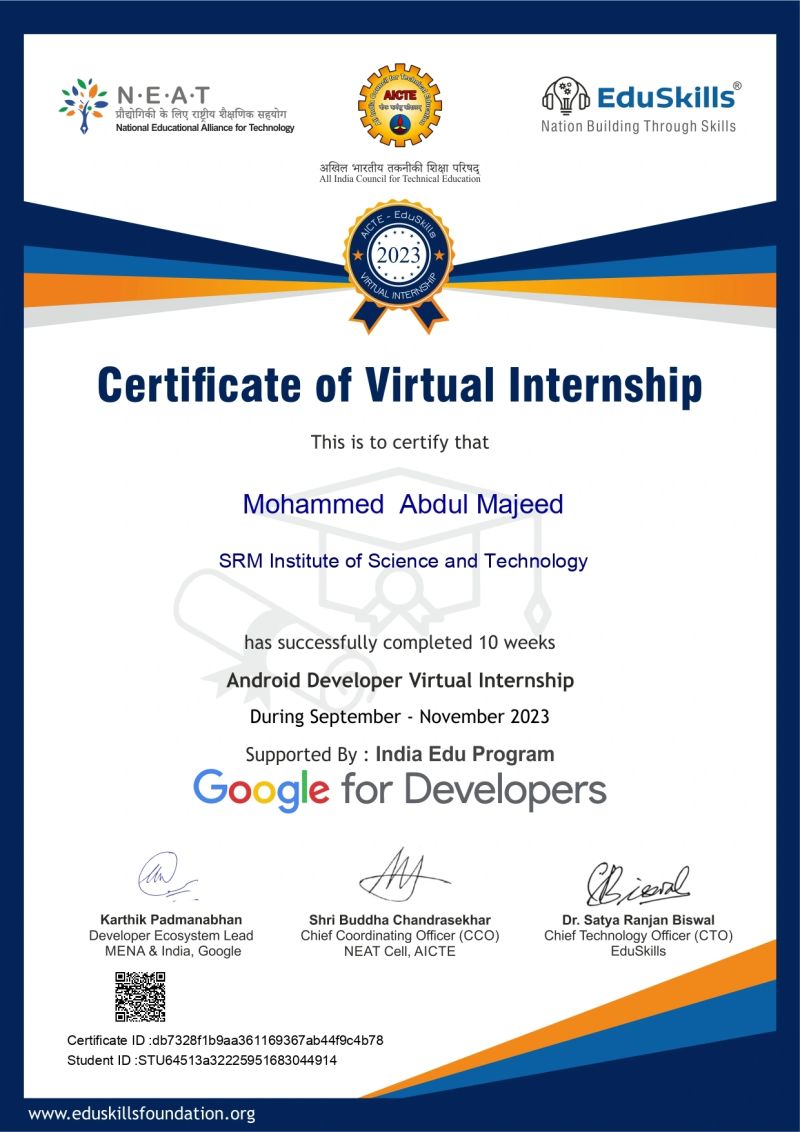 N·E·A·T
प्रौद्योगिकी के लिए राष्ट्रीय शैक्षणिक सहयोग
National Educational Alliance for Technology
All India Council for Technical Education
AICTE
अखिल भारतीय तकनीकी शिक्षा परिषद्
All India Council for Technical Education
EduSkills®
Nation Building Through Skills
AICTE - EduSkills
2023
VIRTUAL INTERNSHIP
Certificate of Virtual Internship
This is to certify that
Mohammed Abdul Majeed
SRM Institute of Science and Technology
has successfully completed 10 weeks
Android Developer Virtual Internship
During September - November 2023
Supported By : India Edu Program
Google for Developers
Karthik Padmanabhan
Developer Ecosystem Lead
MENA & India, Google
Shri Buddha Chandrasekhar
Chief Coordinating Officer (CCO)
NEAT Cell, AICTE
Biswal
Dr. Satya Ranjan Biswal
Chief Technology Officer (CTO)
EduSkills
Certificate ID :db7328f1b9aa361169367ab44f9c4b78
Student ID :STU64513a32225951683044914
www.eduskillsfoundation.org